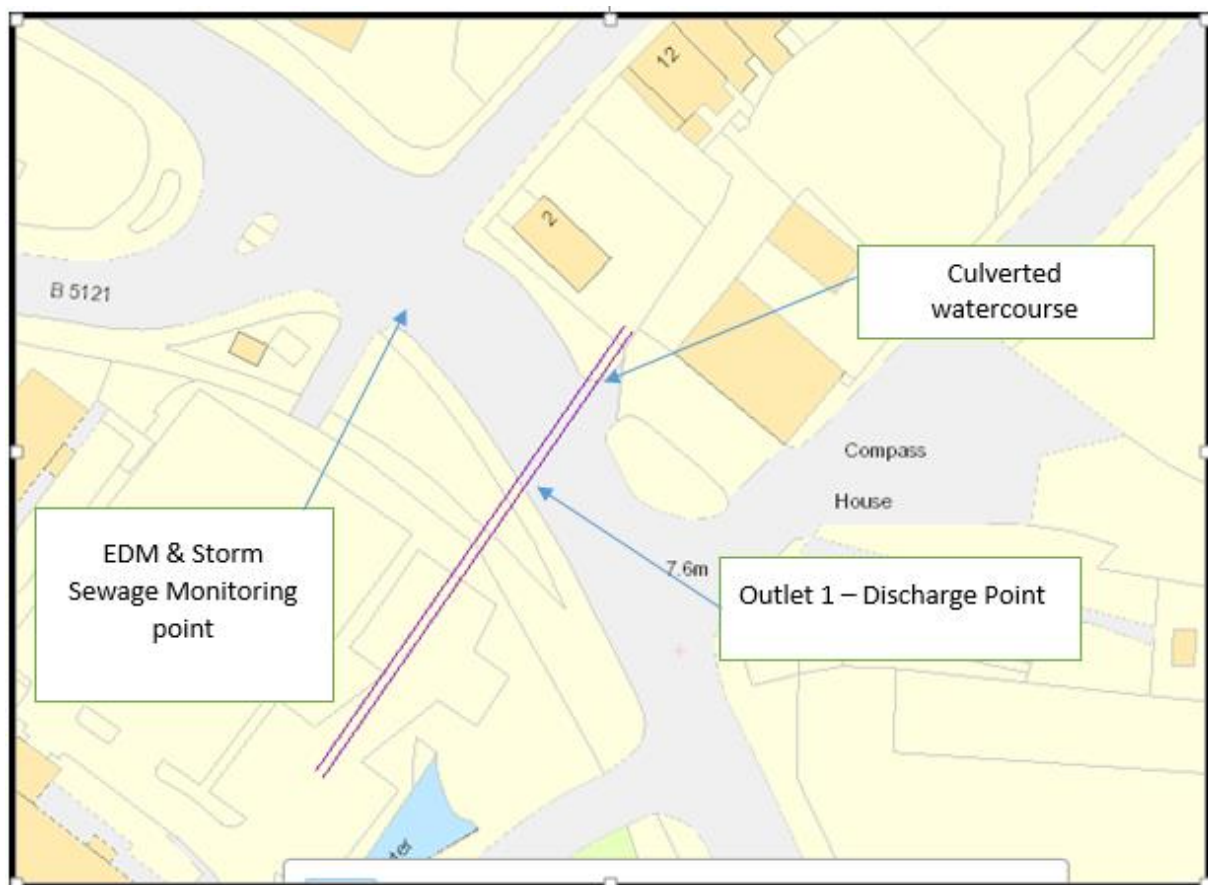 12
2
B 5121
Culverted
watercourse
Compass
House
EDM & Storm
Sewage Monitoring
point
7.6m
Outlet 1 – Discharge Point